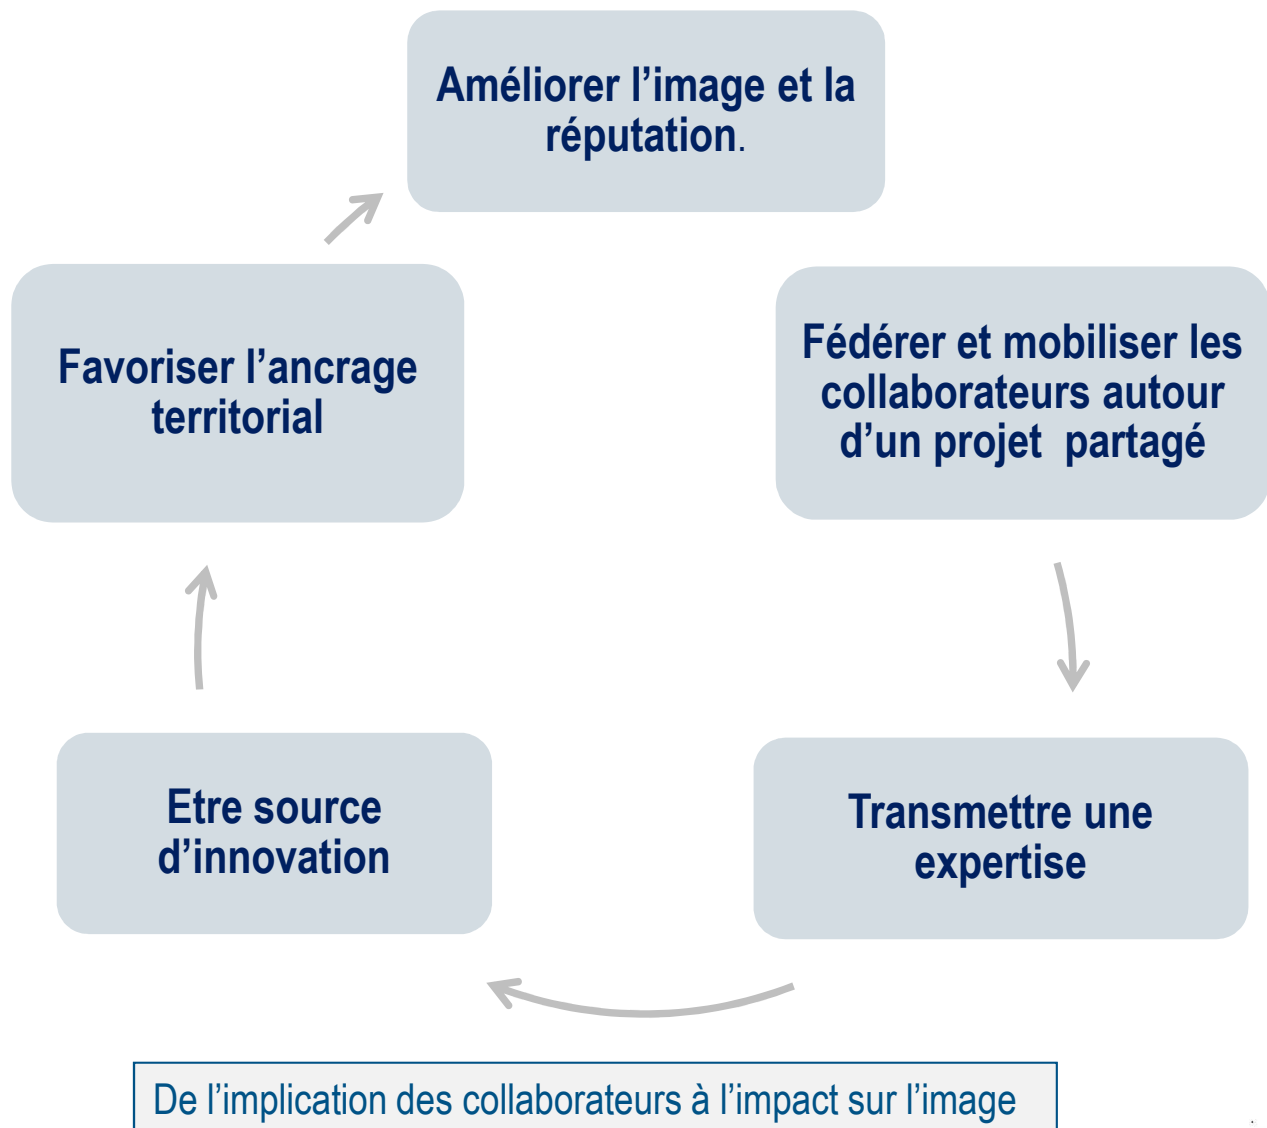 Améliorer l’image et la
réputation.
Favoriser l’ancrage
territorial
Fédérer et mobiliser les
collaborateurs autour
d’un projet  partagé
Etre source
d’innovation
Transmettre une
expertise
De l’implication des collaborateurs à l’impact sur l’image